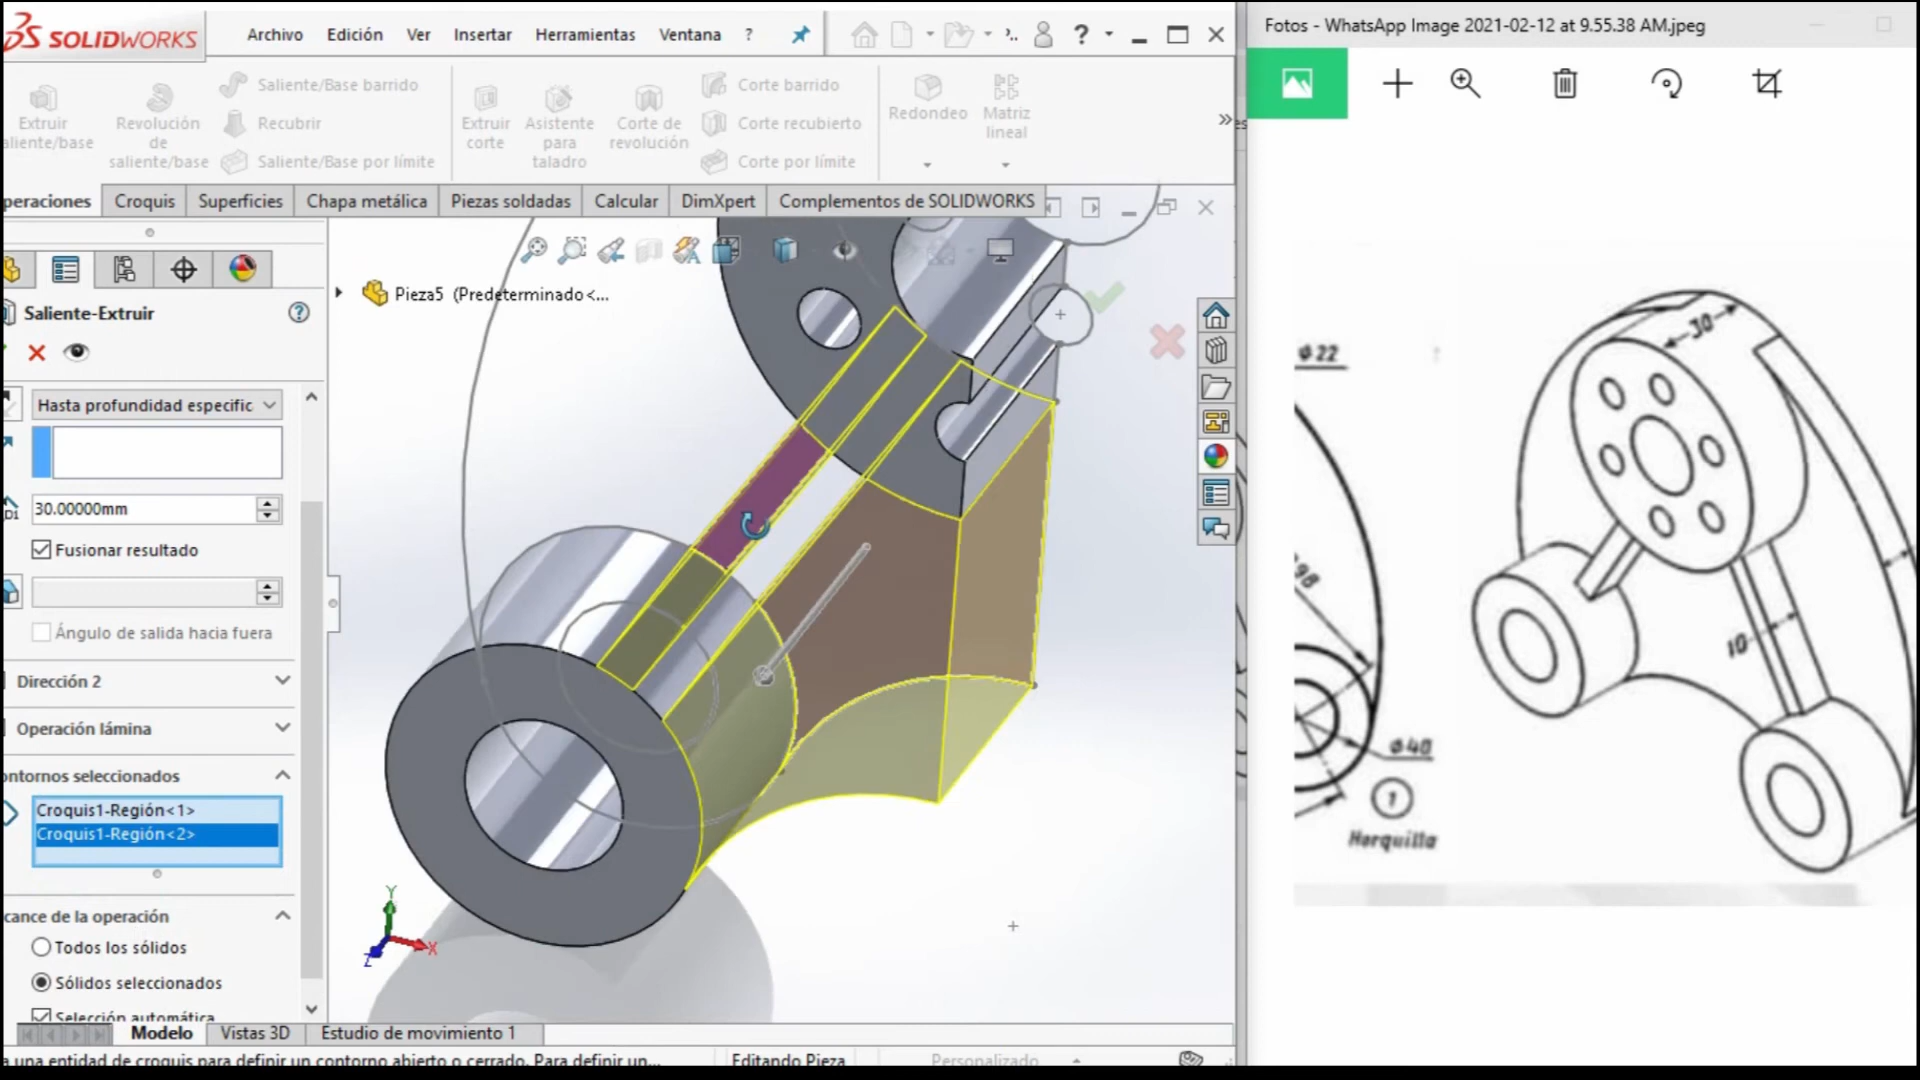 SOLIDWORKS
Archivo Edición Ver Insertar Herramientas Ventana ?
?
Fotos - WhatsApp Image 2021-02-12 at 9.55.38 AM.jpeg
Extruir
aliente/base
Revolución
de
saliente/base
Saliente/Base barrido
Recubrir
Saliente/Base por límite
Extruir
corte
Asistente
para
taladro
Corte de
revolución
Corte barrido
Corte recubierto
Corte por límite
Redondeo
Matriz
lineal
»
es
peraciones Croquis Superficies Chapa metálica Piezas soldadas Calcular DimXpert Complementos de SOLIDWORKS
Pieza5 (Predeterminado<...
Saliente-Extruir
?
Hasta profundidad especific
D1
30.00000mm
Fusionar resultado
Ángulo de salida hacia fuera
Dirección 2
Operación lámina
ontornos seleccionados
Croquis1-Región<1>
Croquis1-Región<2>
cance de la operación
Todos los sólidos
Sólidos seleccionados
Selección automática
Y
X
Z
Modelo Vistas 3D Estudio de movimiento 1
a una entidad de croquis para definir un contorno abierto o cerrado. Para definir un...
Editando Pieza
Personalizado
ø22
30
98
10
ø40
1
Horquilla